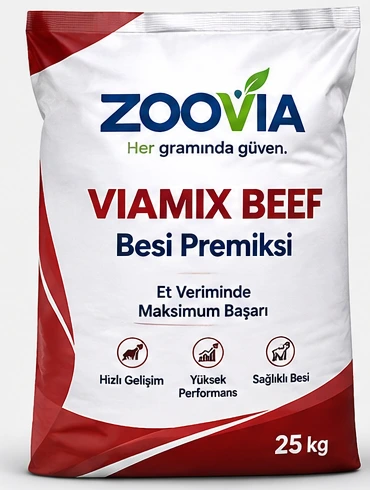 ZOOVIA
Her gramında güven.
VIAMIX BEEF
Besi Premiksi
Et Veriminde
Maksimum Başarı
Hızlı Gelişim
Yüksek
Performans
Sağlıklı Besi
25 kg